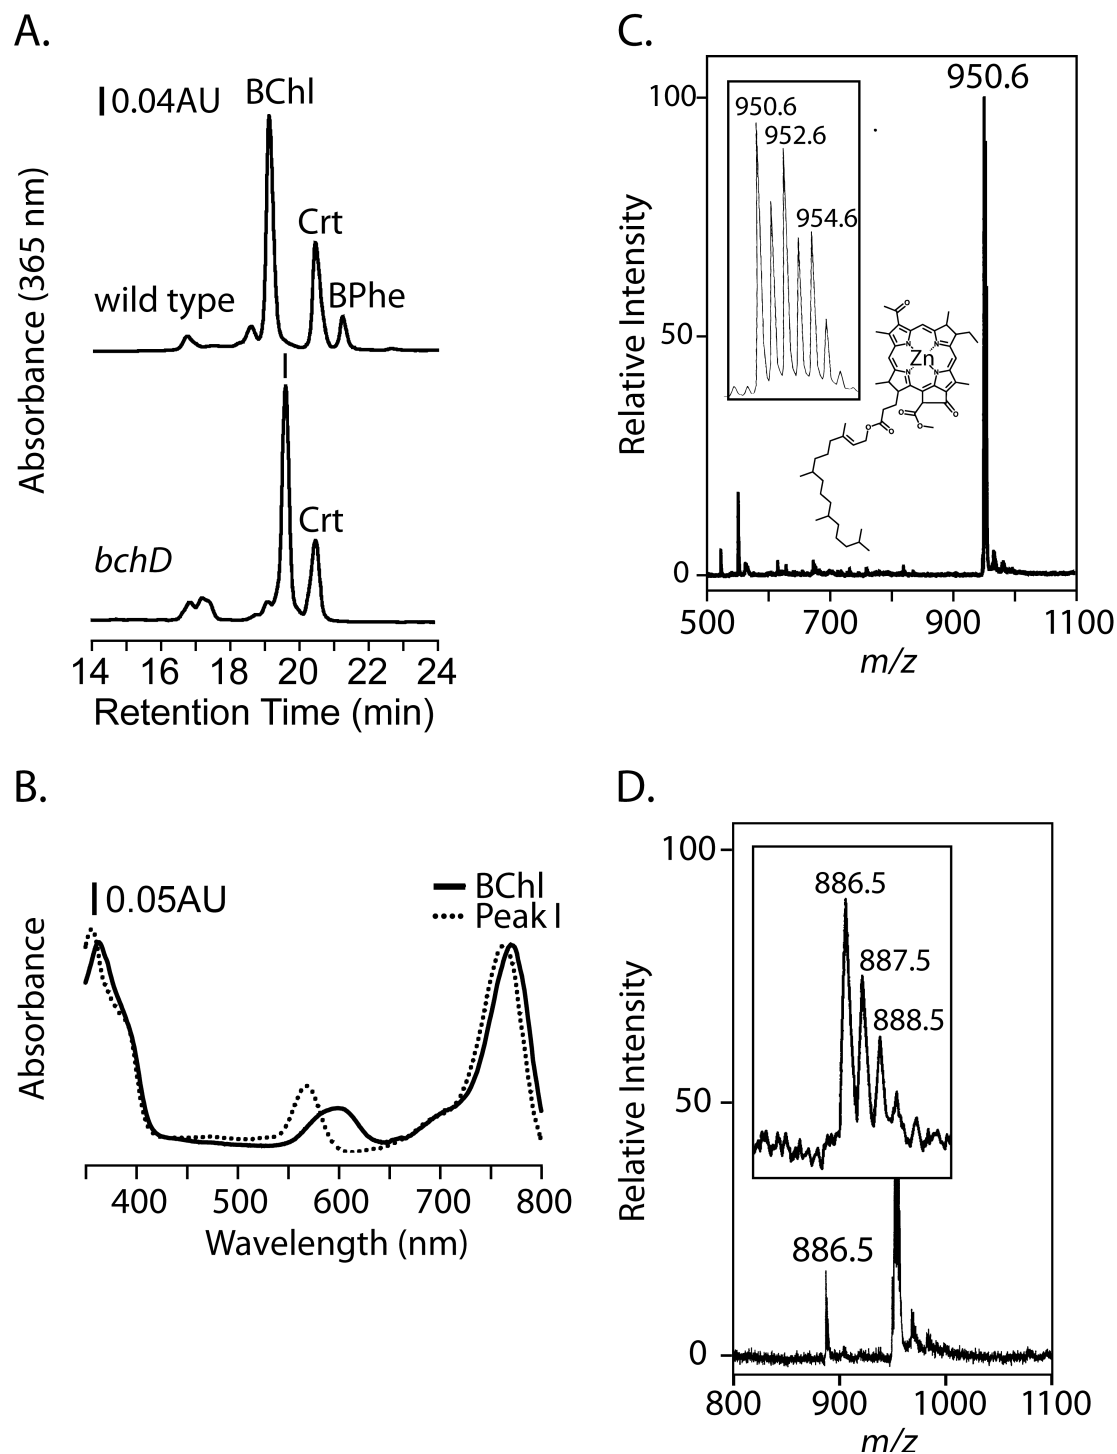 A.
0.04AU
BChl
Crt
BPhe
wild type
I
Crt
bchD
Absorbance (365 nm)
14 16 18 20 22 24
Retention Time (min)
B.
0.05AU
BChl
Peak I
Absorbance
400 500 600 700 800
Wavelength (nm)
C.
950.6
100
950.6
952.6
954.6
50
0
Relative Intensity
O
N N
Zn
N N
O
O
O
O
O
500 700 900 1100
m/z
D.
100
886.5
887.5
888.5
50
886.5
0
Relative Intensity
800 900 1000 1100
m/z